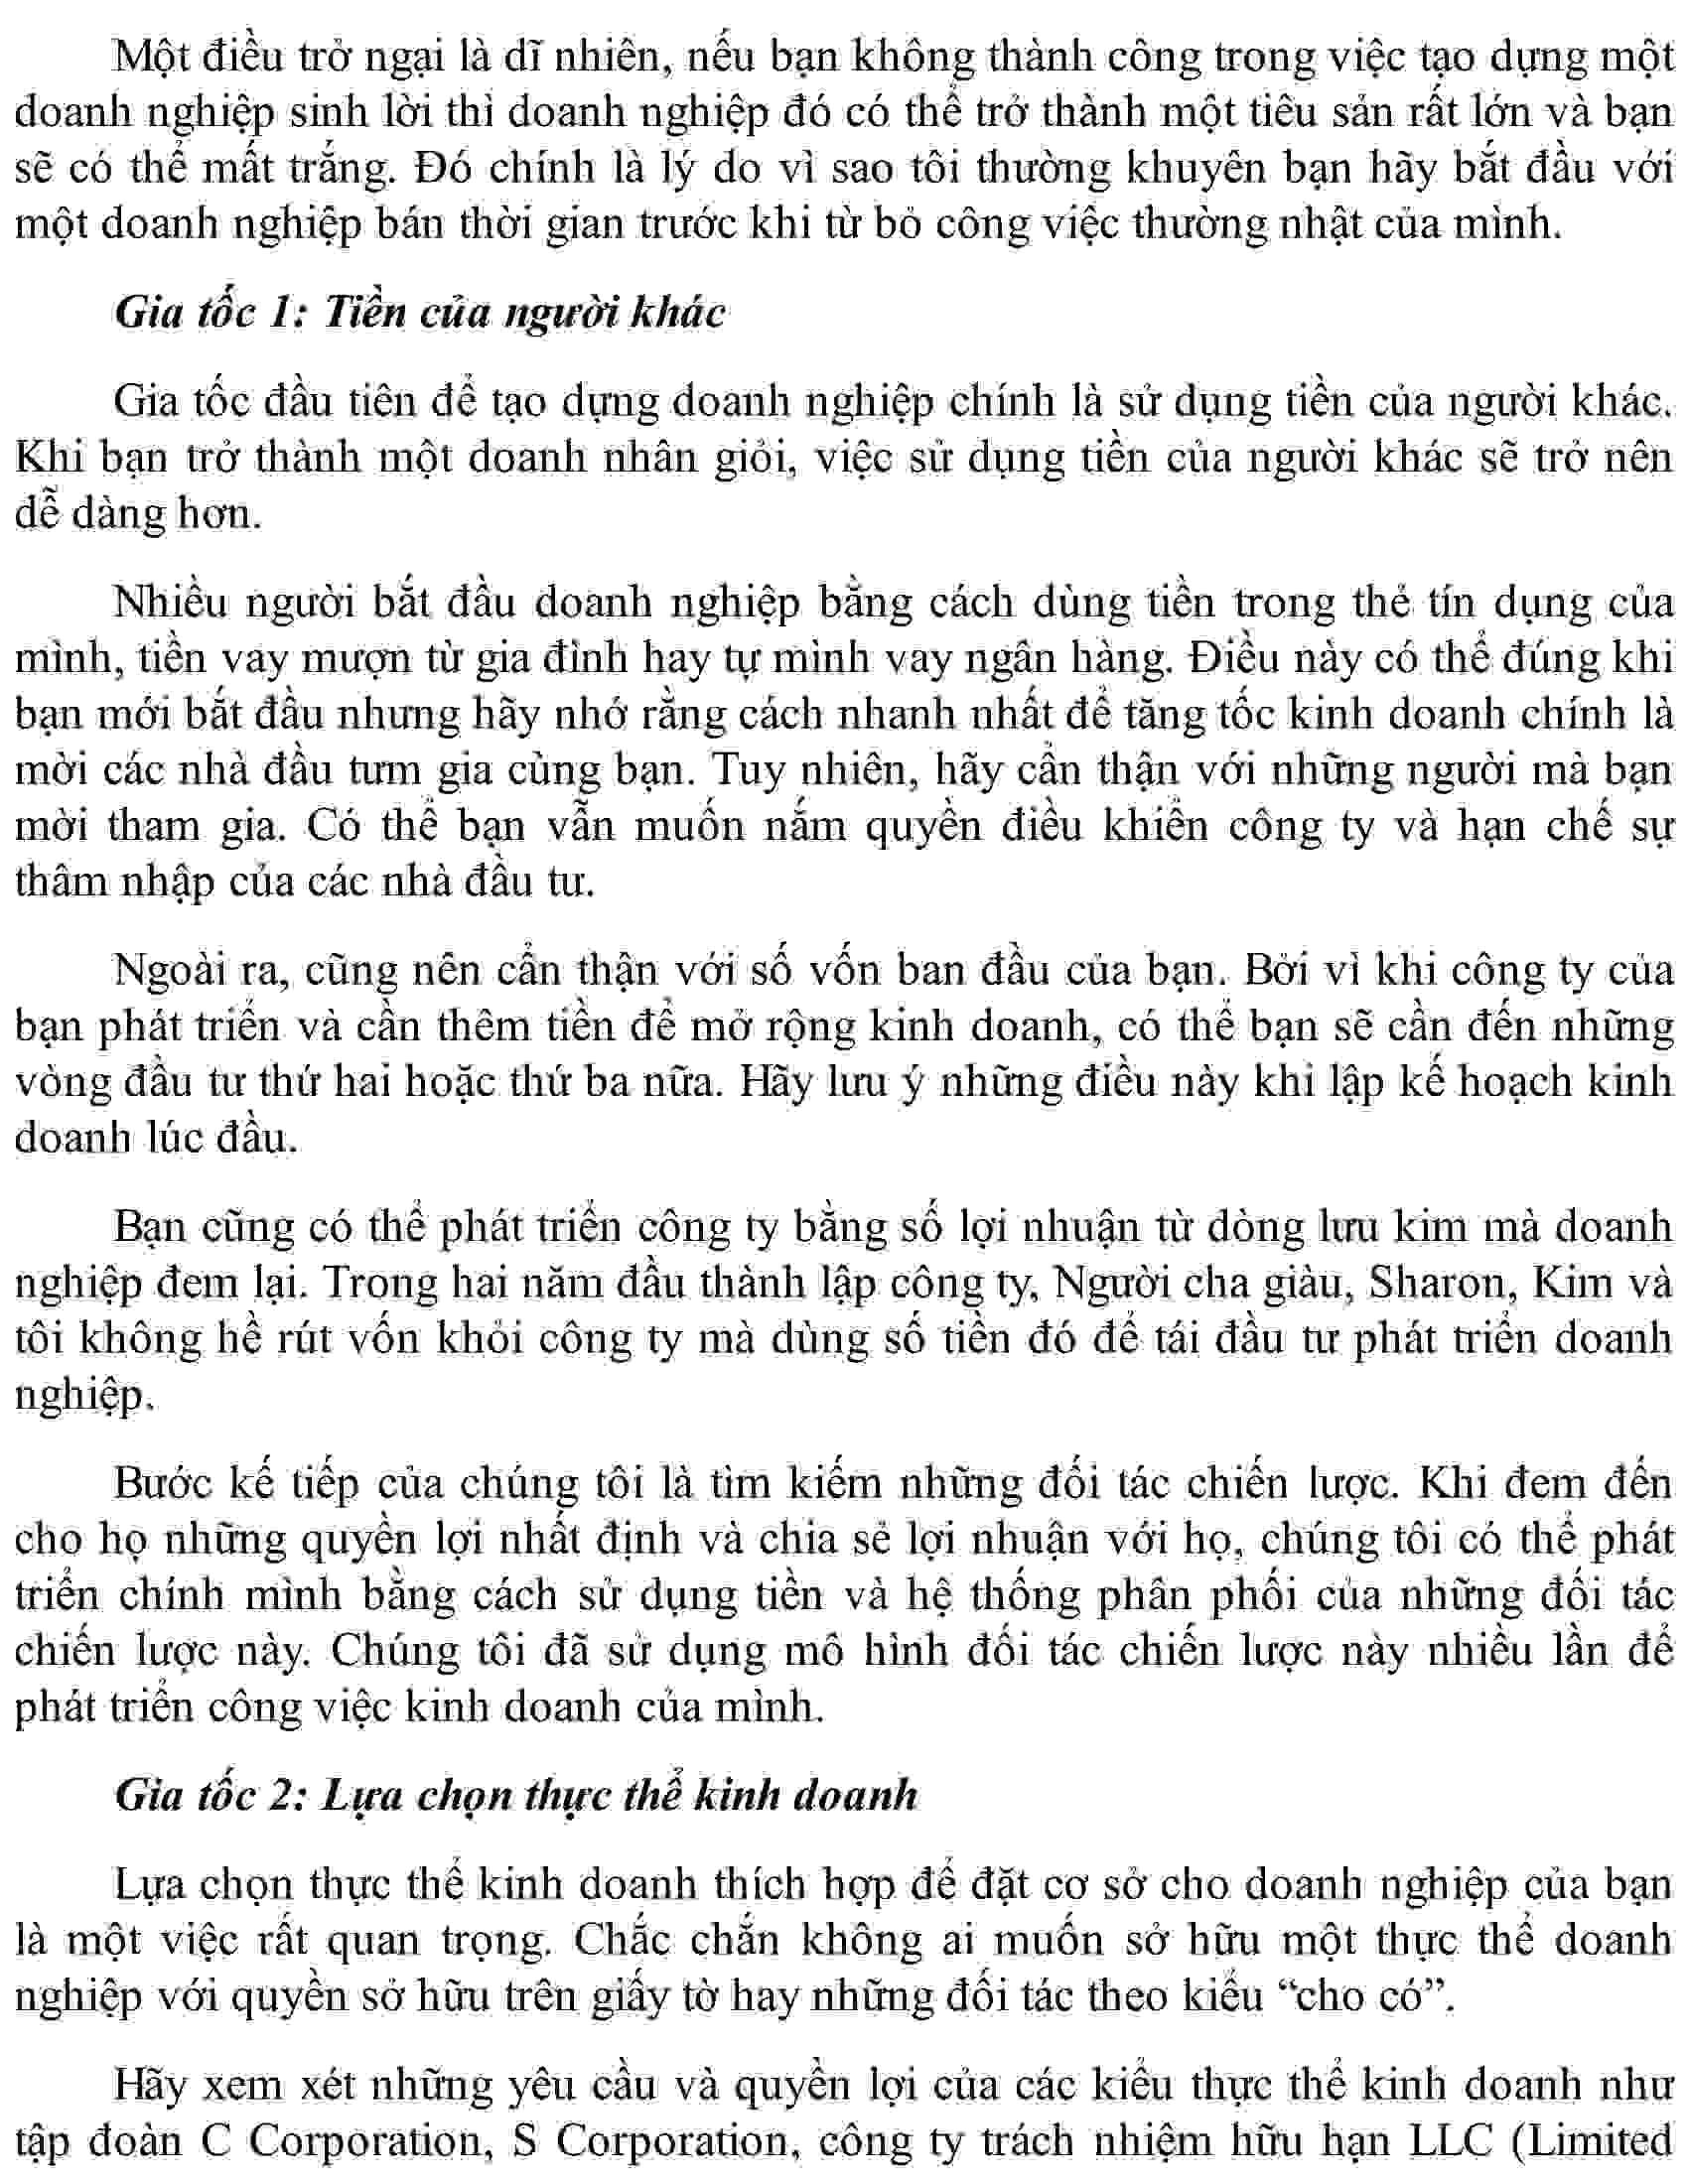 Một điều trở ngại là dĩ nhiên, nếu bạn không thành công trong việc tạo dựng một
doanh nghiệp sinh lời thì doanh nghiệp đó có thể trở thành một tiêu sản rất lớn và bạn
sẽ có thể mất trắng. Đó chính là lý do vì sao tôi thường khuyên bạn hãy bắt đầu với
một doanh nghiệp bán thời gian trước khi từ bỏ công việc thường nhật của mình.
Gia tốc 1: Tiền của người khác
Gia tốc đầu tiên để tạo dựng doanh nghiệp chính là sử dụng tiền của người khác.
Khi bạn trở thành một doanh nhân giỏi, việc sử dụng tiền của người khác sẽ trở nên
dễ dàng hơn.
Nhiều người bắt đầu doanh nghiệp bằng cách dùng tiền trong thẻ tín dụng của
mình, tiền vay mượn từ gia đình hay tự mình vay ngân hàng. Điều này có thể đúng khi
bạn mới bắt đầu nhưng hãy nhớ rằng cách nhanh nhất để tăng tốc kinh doanh chính là
mời các nhà đầu tưm gia cùng bạn. Tuy nhiên, hãy cẩn thận với những người mà bạn
mời tham gia. Có thể bạn vẫn muốn nắm quyền điều khiển công ty và hạn chế sự
thâm nhập của các nhà đầu tư.
Ngoài ra, cũng nên cẩn thận với số vốn ban đầu của bạn. Bởi vì khi công ty của
bạn phát triển và cần thêm tiền để mở rộng kinh doanh, có thể bạn sẽ cần đến những
vòng đầu tư thứ hai hoặc thứ ba nữa. Hãy lưu ý những điều này khi lập kế hoạch kinh
doanh lúc đầu.
Bạn cũng có thể phát triển công ty bằng số lợi nhuận từ dòng lưu kim mà doanh
nghiệp đem lại. Trong hai năm đầu thành lập công ty, Người cha giàu, Sharon, Kim và
tôi không hề rút vốn khỏi công ty mà dùng số tiền đó để tái đầu tư phát triển doanh
nghiệp.
Bước kế tiếp của chúng tôi là tìm kiếm những đối tác chiến lược. Khi đem đến
cho họ những quyền lợi nhất định và chia sẻ lợi nhuận với họ, chúng tôi có thể phát
triển chính mình bằng cách sử dụng tiền và hệ thống phân phối của những đối tác
chiến lược này. Chúng tôi đã sử dụng mô hình đối tác chiến lược này nhiều lần để
phát triển công việc kinh doanh của mình.
Gia tốc 2: Lựa chọn thực thể kinh doanh
Lựa chọn thực thể kinh doanh thích hợp để đặt cơ sở cho doanh nghiệp của bạn
là một việc rất quan trọng. Chắc chắn không ai muốn sở hữu một thực thể doanh
nghiệp với quyền sở hữu trên giấy tờ hay những đối tác theo kiểu “cho có”.
Hãy xem xét những yêu cầu và quyền lợi của các kiểu thực thể kinh doanh như
tập đoàn C Corporation, S Corporation, công ty trách nhiệm hữu hạn LLC (Limited